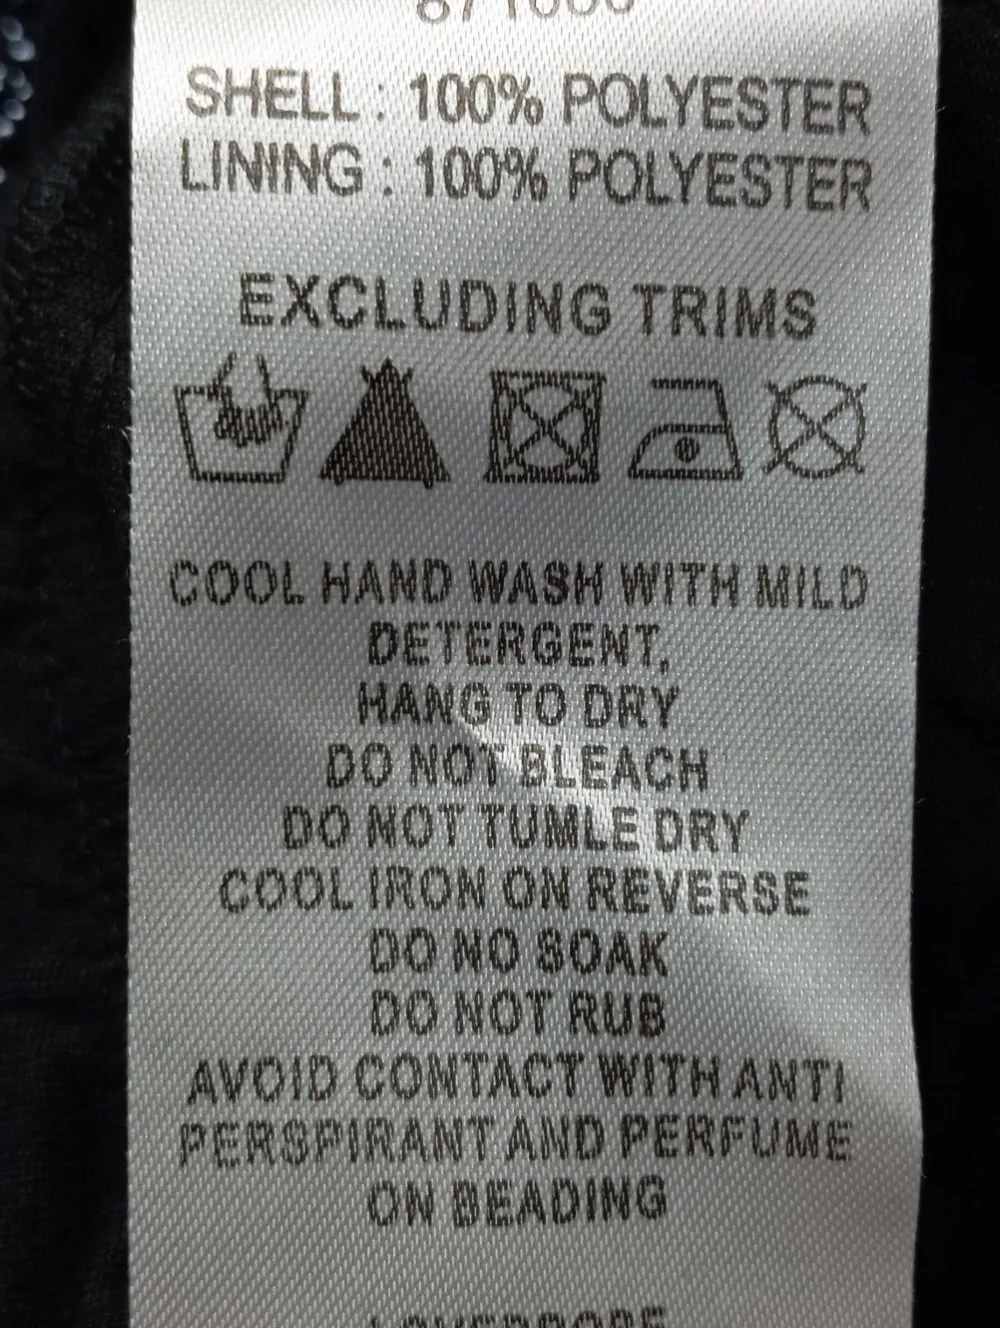 SHELL : 100% POLYESTER
LINING : 100% POLYESTER
EXCLUDING TRIMS
COOL HAND WASH WITH MILD
DETERGENT,
HANG TO DRY
DO NOT BLEACH
DO NOT TUMLE DRY
COOL IRON ON REVERSE
DO NO SOAK
DO NOT RUB
AVOID CONTACT WITH ANTI
PERSPIRANT AND PERFUME
ON BEADING